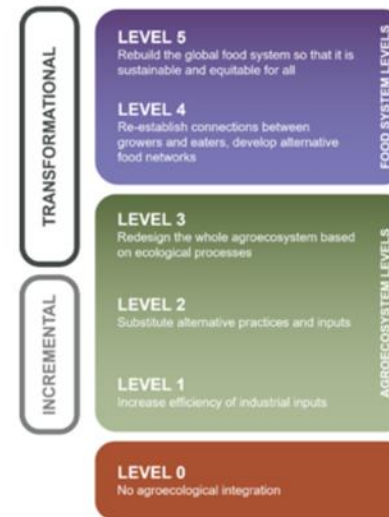 TRANSFORMATIONAL
INCREMENTAL
LEVEL 5
Rebuild the global food system so that it is
sustainable and equitable for all
LEVEL 4
Re-establish connections between
growers and eaters, develop alternative
food networks
FOOD SYSTEM LEVELS
LEVEL 3
Redesign the whole agroecosystem based
on ecological processes
LEVEL 2
Substitute alternative practices and inputs
LEVEL 1
Increase efficiency of industrial inputs
AGROECOSYSTEM LEVELS
LEVEL 0
No agroecological integration